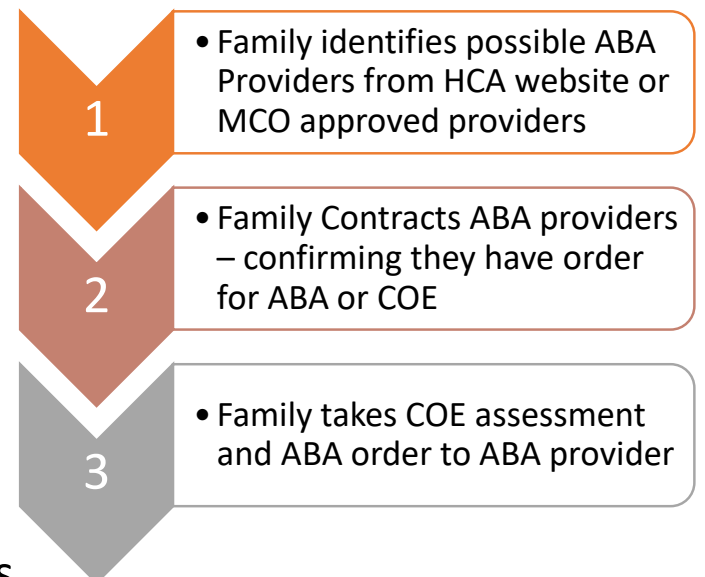 1
• Family identifies possible ABA
Providers from HCA website or
MCO approved providers
2
• Family Contracts ABA providers
– confirming they have order
for ABA or COE
3
• Family takes COE assessment
and ABA order to ABA provider
s